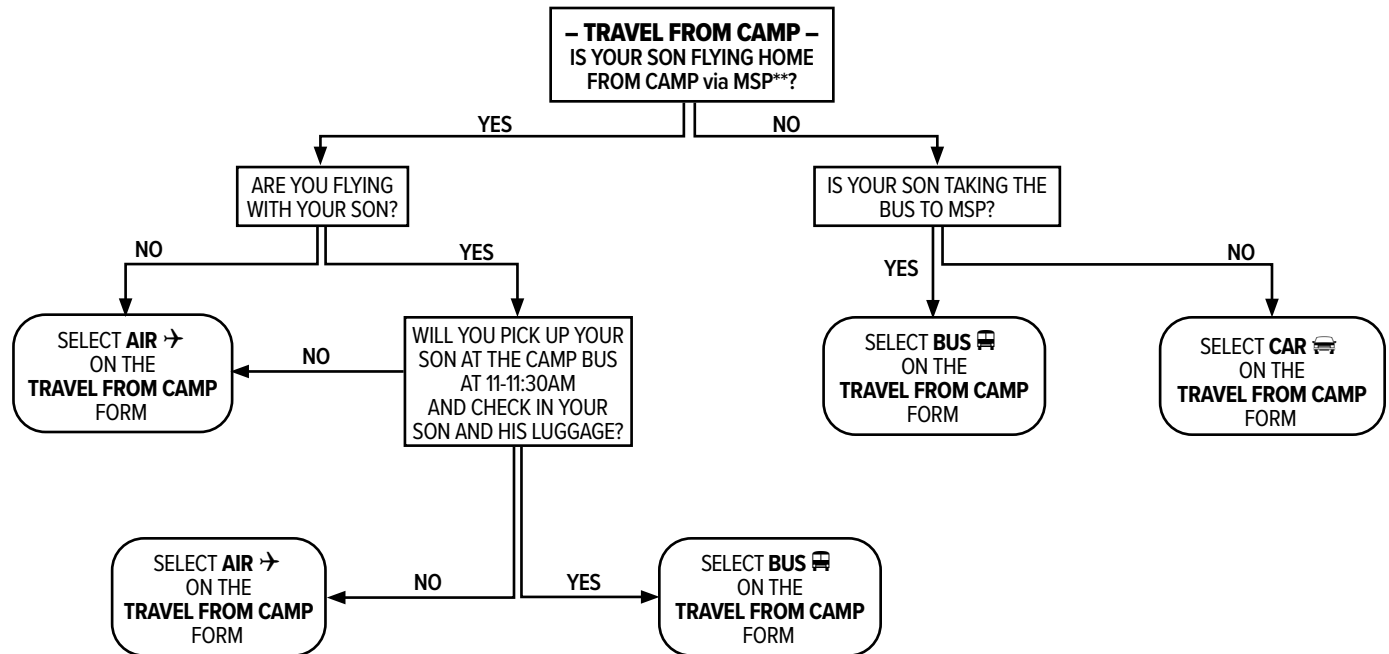 – TRAVEL FROM CAMP –
IS YOUR SON FLYING HOME
FROM CAMP via MSP**?
YES
NO
ARE YOU FLYING
WITH YOUR SON?
IS YOUR SON TAKING THE
BUS TO MSP?
NO
YES
YES
NO
SELECT AIR ✈
ON THE
TRAVEL FROM CAMP
FORM
NO
WILL YOU PICK UP YOUR
SON AT THE CAMP BUS
AT 11-11:30AM
AND CHECK IN YOUR
SON AND HIS LUGGAGE?
SELECT BUS
ON THE
TRAVEL FROM CAMP
FORM
SELECT CAR
ON THE
TRAVEL FROM CAMP
FORM
SELECT AIR ✈
ON THE
TRAVEL FROM CAMP
FORM
NO
YES
SELECT BUS
ON THE
TRAVEL FROM CAMP
FORM